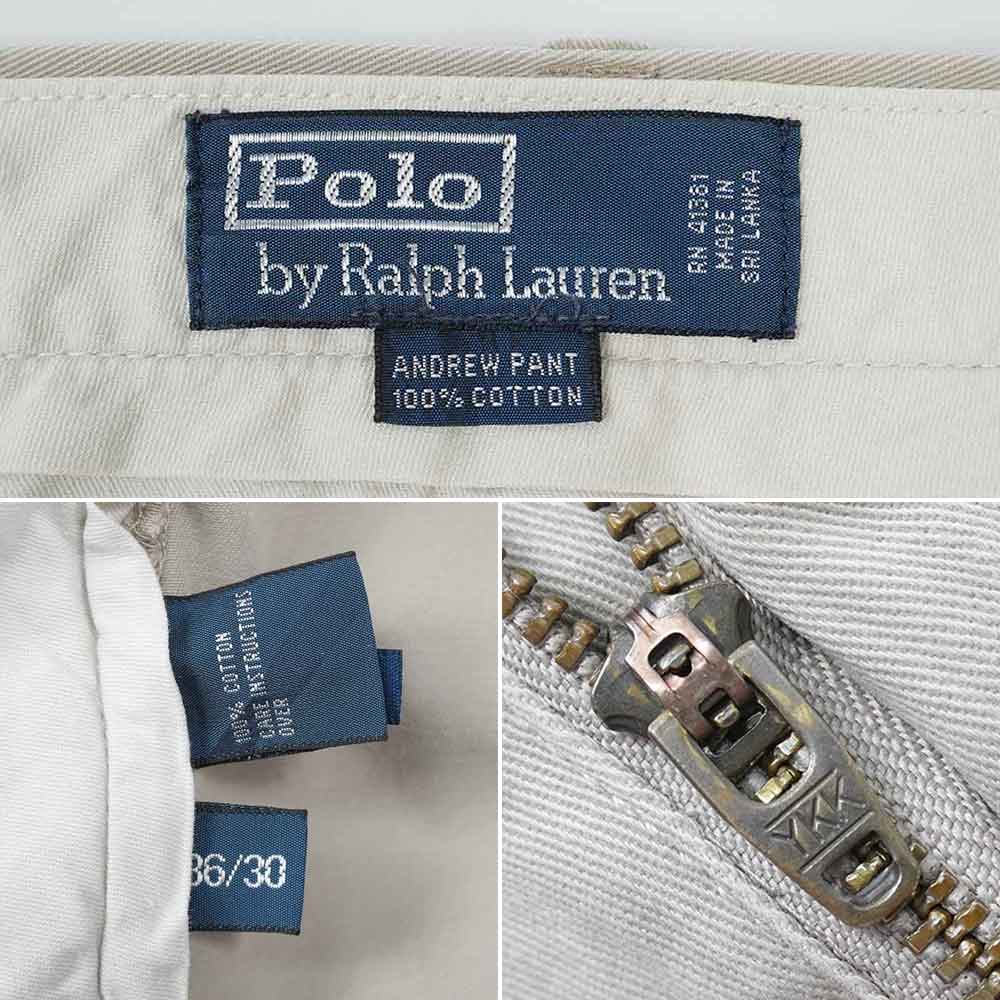 Polo
by Ralph Lauren
RN 41381
MADE IN
SRI LANKA
ANDREW PANT
100% COTTON
100% COTTON
CARE INSTRUCTIONS
OVER
36/30
YKK